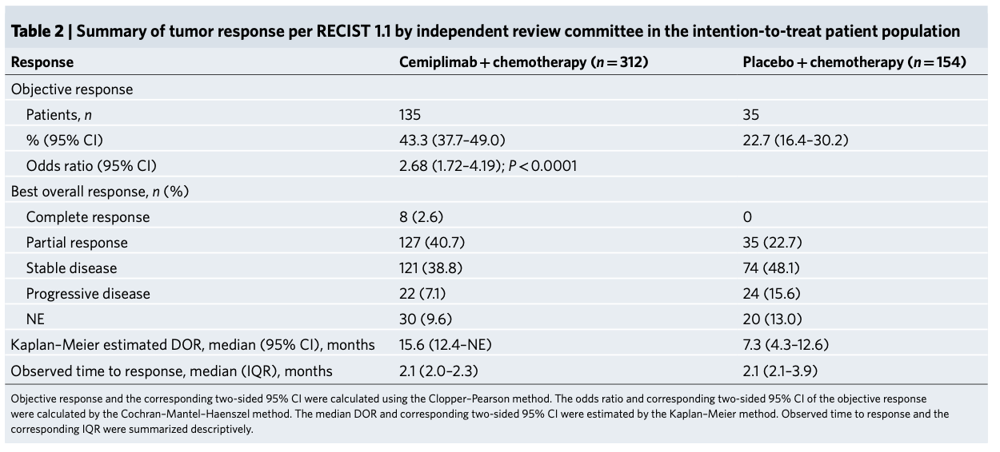 Table 2 | Summary of tumor response per RECIST 1.1 by independent review committee in the intention-to-treat patient population
Response Cemiplimab + chemotherapy (n = 312) Placebo + chemotherapy (n = 154)
Objective response
Patients, n 135 35
% (95% CI) 43.3 (37.7–49.0) 22.7 (16.4–30.2)
Odds ratio (95% CI) 2.68 (1.72–4.19); P < 0.0001
Best overall response, n (%)
Complete response 8 (2.6) 0
Partial response 127 (40.7) 35 (22.7)
Stable disease 121 (38.8) 74 (48.1)
Progressive disease 22 (7.1) 24 (15.6)
NE 30 (9.6) 20 (13.0)
Kaplan–Meier estimated DOR, median (95% CI), months 15.6 (12.4–NE) 7.3 (4.3–12.6)
Observed time to response, median (IQR), months 2.1 (2.0–2.3) 2.1 (2.1–3.9)
Objective response and the corresponding two-sided 95% CI were calculated using the Clopper–Pearson method. The odds ratio and corresponding two-sided 95% CI of the objective response
were calculated by the Cochran–Mantel–Haenszel method. The median DOR and corresponding two-sided 95% CI were estimated by the Kaplan–Meier method. Observed time to response and the
corresponding IQR were summarized descriptively.